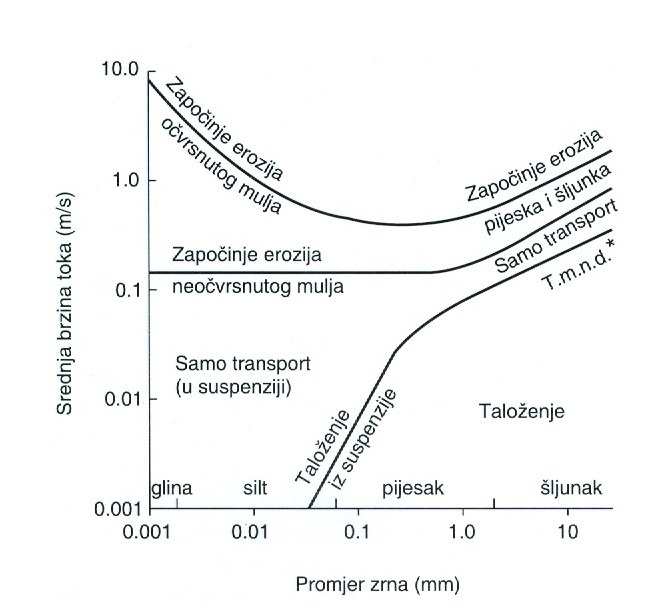 10.0
1.0
0.1
0.01
0.001
Srednja brzina toka (m/s)
Započinje erozija
očvrsnutog mulja
Započinje erozija
pijeska i šljunka
Samo transport
T.m.n.d.*
Započinje erozija
neočvrsnutog mulja
Samo transport
(u suspenziji)
Taloženje
iz suspenzije
Taloženje
glina
silt
pijesak
šljunak
0.001
0.01
0.1
1.0
10
Promjer zrna (mm)